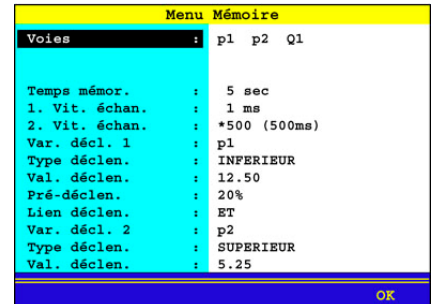 Menu Mémoire
Voies : p1 p2 Q1
Temps mémor. : 5 sec
1. Vit. échan. : 1 ms
2. Vit. échan. : *500 (500ms)
Var. décl. 1 : p1
Type déclen. : INFERIEUR
Val. déclen. : 12.50
Pré-déclen. : 20%
Lien déclen. : ET
Var. décl. 2 : p2
Type déclen. : SUPERIEUR
Val. déclen. : 5.25
OK